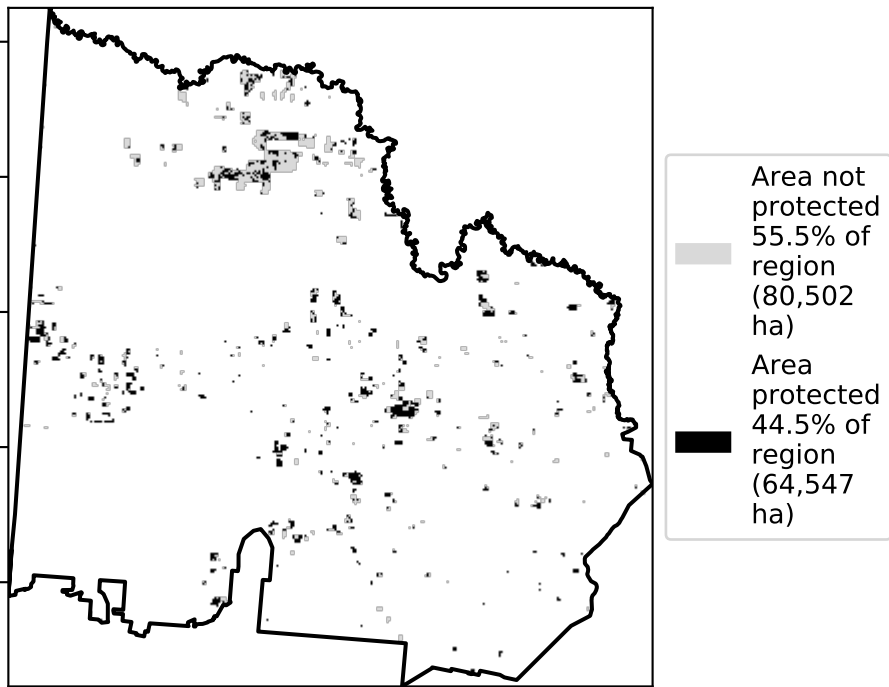 Area not
protected
55.5% of
region
(80,502
ha)
Area
protected
44.5% of
region
(64,547
ha)